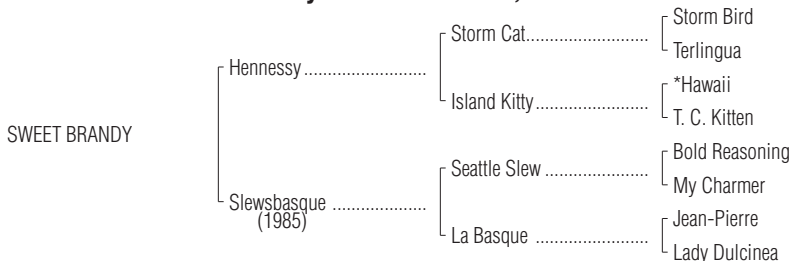 Storm Bird
Storm Cat..............................
Terlingua
Hennessy ..........................
*Hawaii
Island Kitty...........................
T. C. Kitten
SWEET BRANDY
Bold Reasoning
Seattle Slew .........................
My Charmer
Slewsbasque ....................
(1985)
Jean-Pierre
La Basque ...........................
Lady Dulcinea